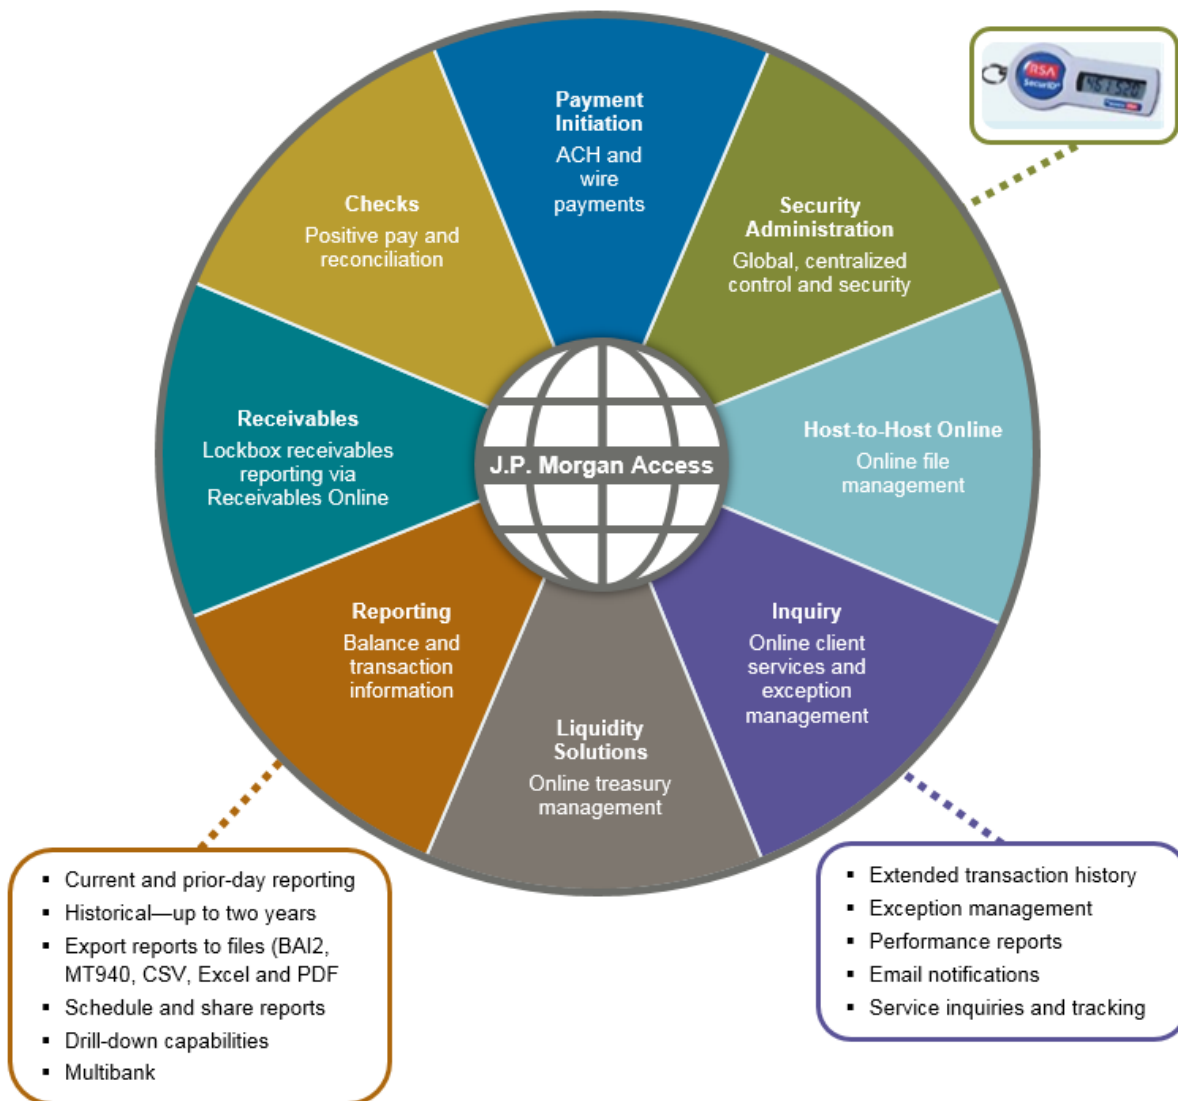 Payment
Initiation
ACH and
wire
payments
RSA
SecurID
461520
Security
Administration
Global, centralized
control and security
Checks
Positive pay and
reconciliation
Host-to-Host Online
Online file
management
Receivables
Lockbox receivables
reporting via
Receivables Online
J.P. Morgan Access
Inquiry
Online client
services and
exception
management
Reporting
Balance and
transaction
information
Liquidity
Solutions
Online treasury
management
▪ Current and prior-day reporting
▪ Historical—up to two years
▪ Export reports to files (BAI2,
MT940, CSV, Excel and PDF
▪ Schedule and share reports
▪ Drill-down capabilities
▪ Multibank
▪ Extended transaction history
▪ Exception management
▪ Performance reports
▪ Email notifications
▪ Service inquiries and tracking